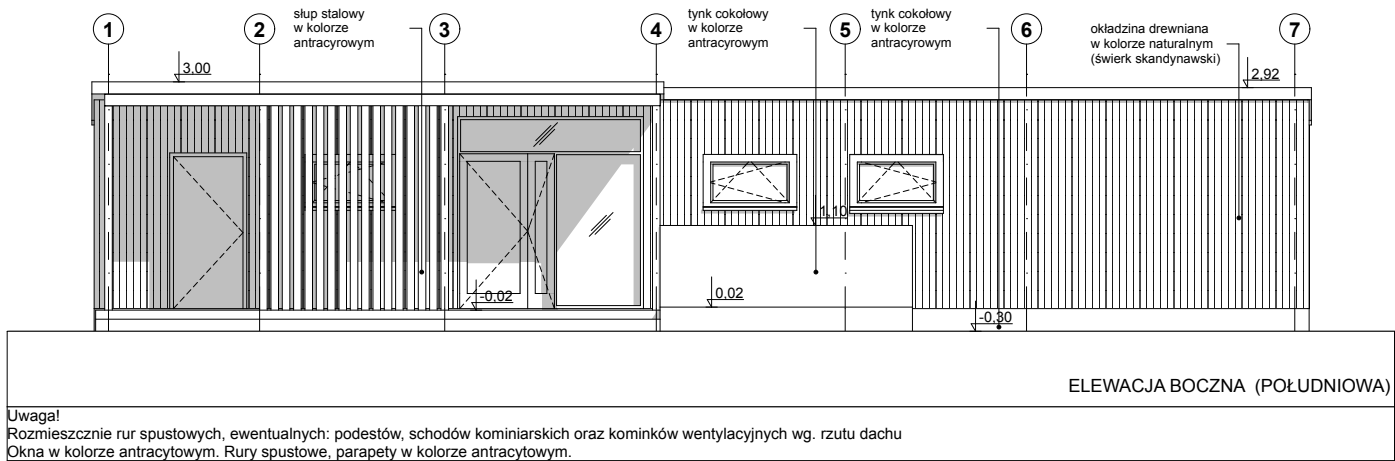 słup stalowy
w kolorze
antracyrowym
tynk cokołowy
w kolorze
antracyrowym
tynk cokołowy
w kolorze
antracyrowym
okładzina drewniana
w kolorze naturalnym
(świerk skandynawski)
1
2
3
4
5
6
7
3,00
2,92
1,10
-0,02
0,02
-0,30
ELEWACJA BOCZNA (POŁUDNIOWA)
Uwaga!
Rozmieszcznie rur spustowych, ewentualnych: podestów, schodów kominiarskich oraz kominków wentylacyjnych wg. rzutu dachu
Okna w kolorze antracytowym. Rury spustowe, parapety w kolorze antracytowym.